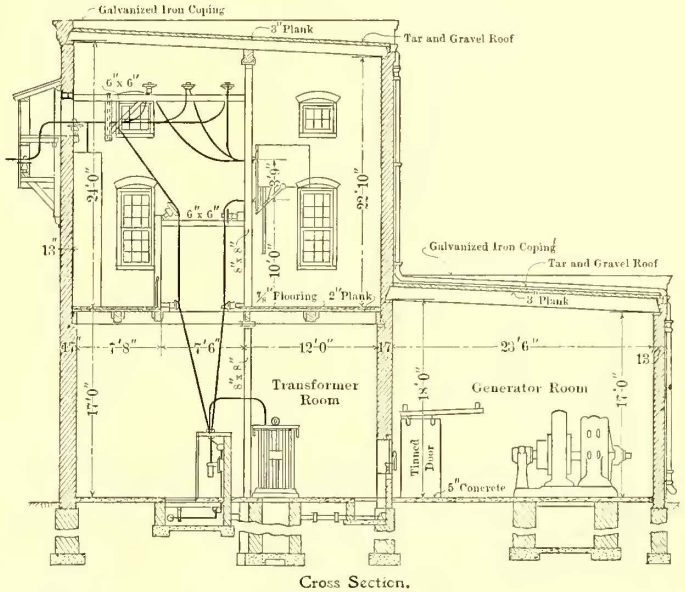 Galvanized Iron Coping
3" Plank
Tar and Gravel Roof
6" x 6"
24'0"
22'10"
3'9"
6" x 6"
13"
8" x 8"
10'0"
Galvanized Iron Coping
Tar and Gravel Roof
3" Plank
7/8" Flooring
2" Plank
17"
7'8"
7'6"
12'0"
17"
23'6"
13"
8" x 8"
Transformer
Room
Generator Room
17'0"
18'0"
17'0"
Tinned
Door
5" Concrete
Cross Section.